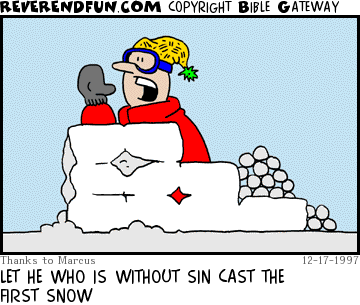 REVERENDFUN.COM COPYRIGHT BIBLE GATEWAY
Thanks to Marcus 12-17-1997
LET HE WHO IS WITHOUT SIN CAST THE
FIRST SNOW